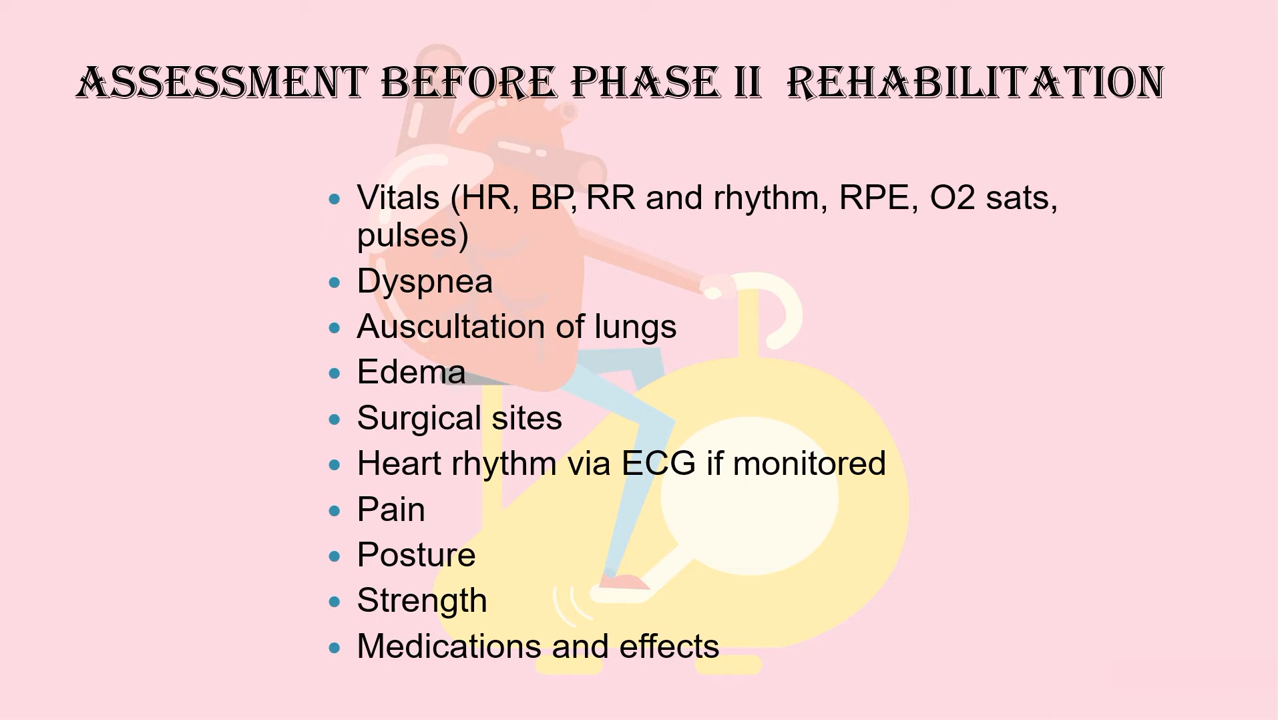 ASSESSMENT BEFORE PHASE II REHABILITATION
• Vitals (HR, BP, RR and rhythm, RPE, O2 sats,
pulses)
• Dyspnea
• Auscultation of lungs
• Edema
• Surgical sites
• Heart rhythm via ECG if monitored
• Pain
• Posture
• Strength
• Medications and effects